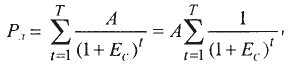 $P_A = \sum_{t=1}^{T} \frac{A}{(1+E_C)^t} = A \sum_{t=1}^{T} \frac{1}{(1+E_C)^t},$